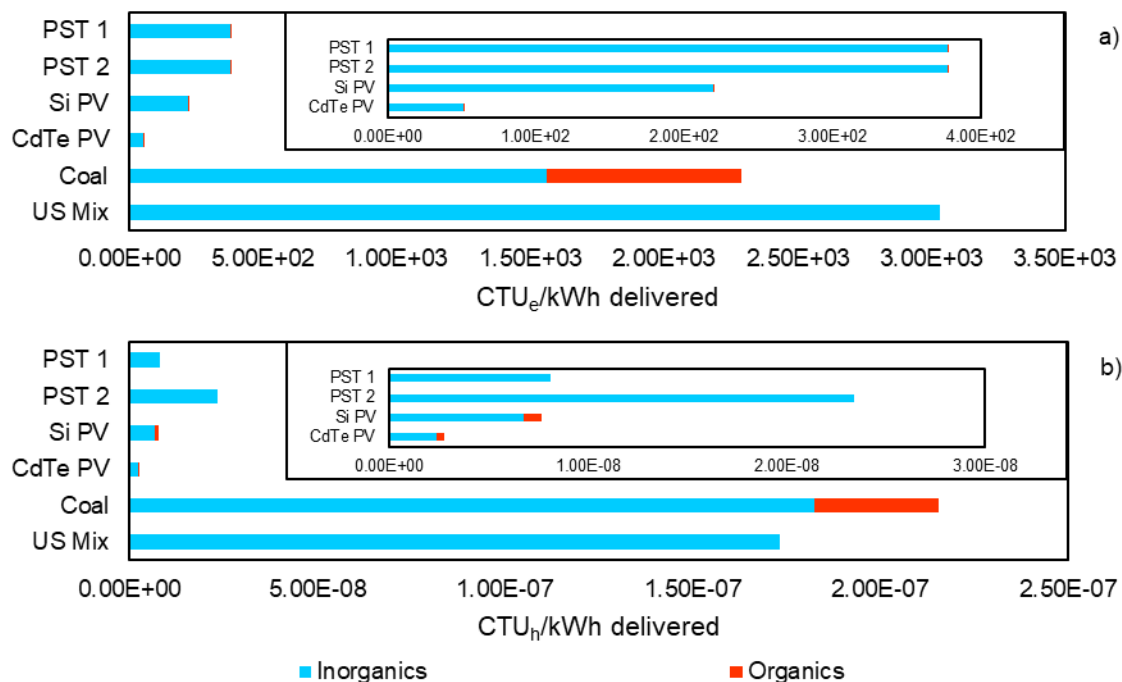 PST 1
PST 2
Si PV
CdTe PV
Coal
US Mix
a)
PST 1
PST 2
Si PV
CdTe PV
0.00E+00 1.00E+02 2.00E+02 3.00E+02 4.00E+02
0.00E+00 5.00E+02 1.00E+03 1.50E+03 2.00E+03 2.50E+03 3.00E+03 3.50E+03
CTUe/kWh delivered
PST 1
PST 2
Si PV
CdTe PV
Coal
US Mix
b)
PST 1
PST 2
Si PV
CdTe PV
0.00E+00 1.00E-08 2.00E-08 3.00E-08
0.00E+00 5.00E-08 1.00E-07 1.50E-07 2.00E-07 2.50E-07
CTUh/kWh delivered
Inorganics Organics